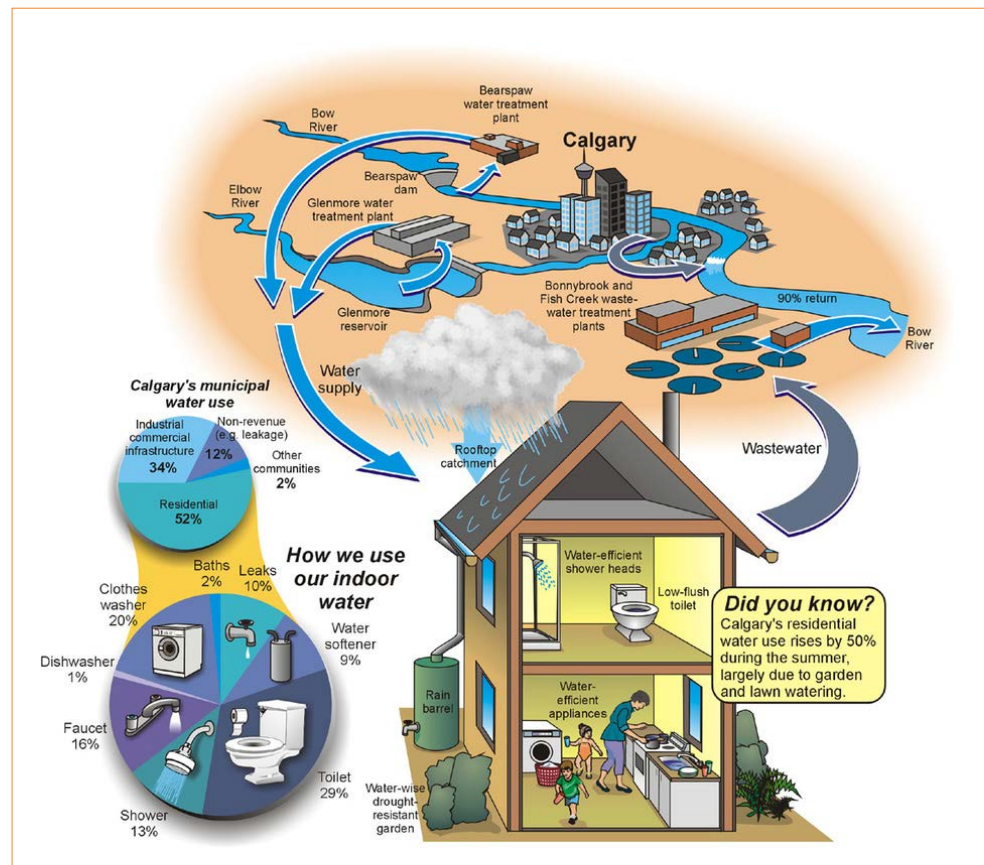 Bearspaw
water treatment
plant
Bow
River
Calgary
Bearspaw
dam
Elbow
River
Glenmore water
treatment plant
Glenmore
reservoir
Bonnybrook and
Fish Creek waste-
water treatment
plants
90% return
Bow
River
Water
supply
Rooftop
catchment
Wastewater
Calgary's municipal
water use
Industrial
commercial
infrastructure
34%
Non-revenue
(e.g. leakage)
12%
Other
communities
2%
Residential
52%
How we use
our indoor
water
Baths
2%
Leaks
10%
Clothes
washer
20%
Water
softener
9%
Dishwasher
1%
Faucet
16%
Shower
13%
Toilet
29%
Water-efficient
shower heads
Low-flush
toilet
Water-
efficient
appliances
Rain
barrel
Water-wise
drought-
resistant
garden
Did you know?
Calgary's residential
water use rises by 50%
during the summer,
largely due to garden
and lawn watering.